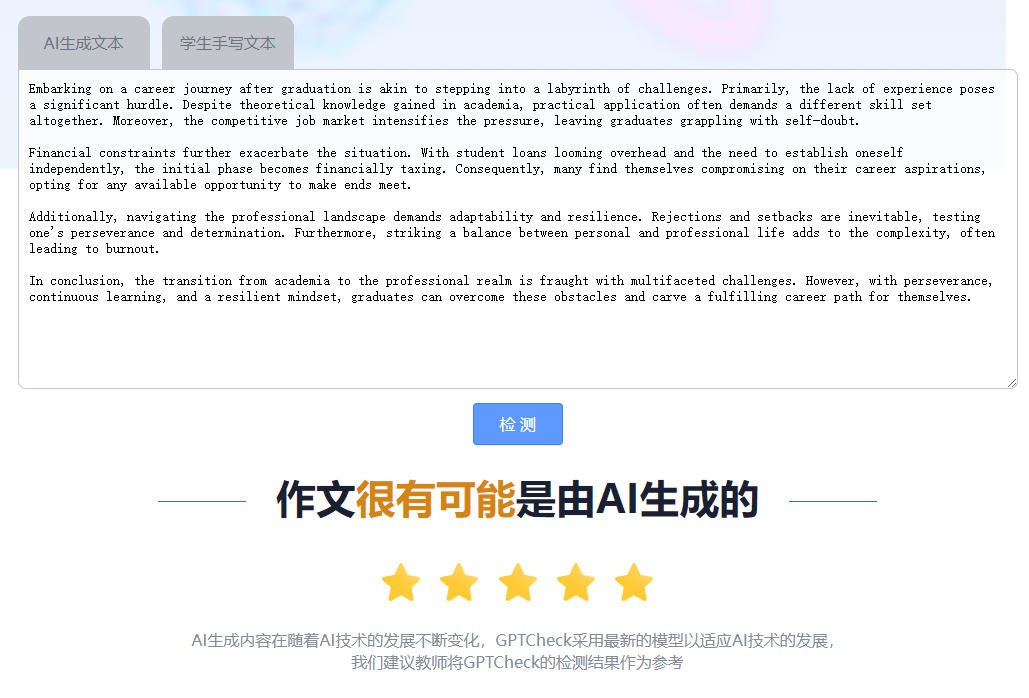 AI生成文本
学生手写文本
Embarking on a career journey after graduation is akin to stepping into a labyrinth of challenges. Primarily, the lack of experience poses
a significant hurdle. Despite theoretical knowledge gained in academia, practical application often demands a different skill set
altogether. Moreover, the competitive job market intensifies the pressure, leaving graduates grappling with self-doubt.
Financial constraints further exacerbate the situation. With student loans looming overhead and the need to establish oneself
independently, the initial phase becomes financially taxing. Consequently, many find themselves compromising on their career aspirations,
opting for any available opportunity to make ends meet.
Additionally, navigating the professional landscape demands adaptability and resilience. Rejections and setbacks are inevitable, testing
one's perseverance and determination. Furthermore, striking a balance between personal and professional life adds to the complexity, often
leading to burnout.
In conclusion, the transition from academia to the professional realm is fraught with multifaceted challenges. However, with perseverance,
continuous learning, and a resilient mindset, graduates can overcome these obstacles and carve a fulfilling career path for themselves.
检 测
作文很有可能是由AI生成的
AI生成内容在随着AI技术的发展不断变化，GPTCheck采用最新的模型以适应AI技术的发展，
我们建议教师将GPTCheck的检测结果作为参考